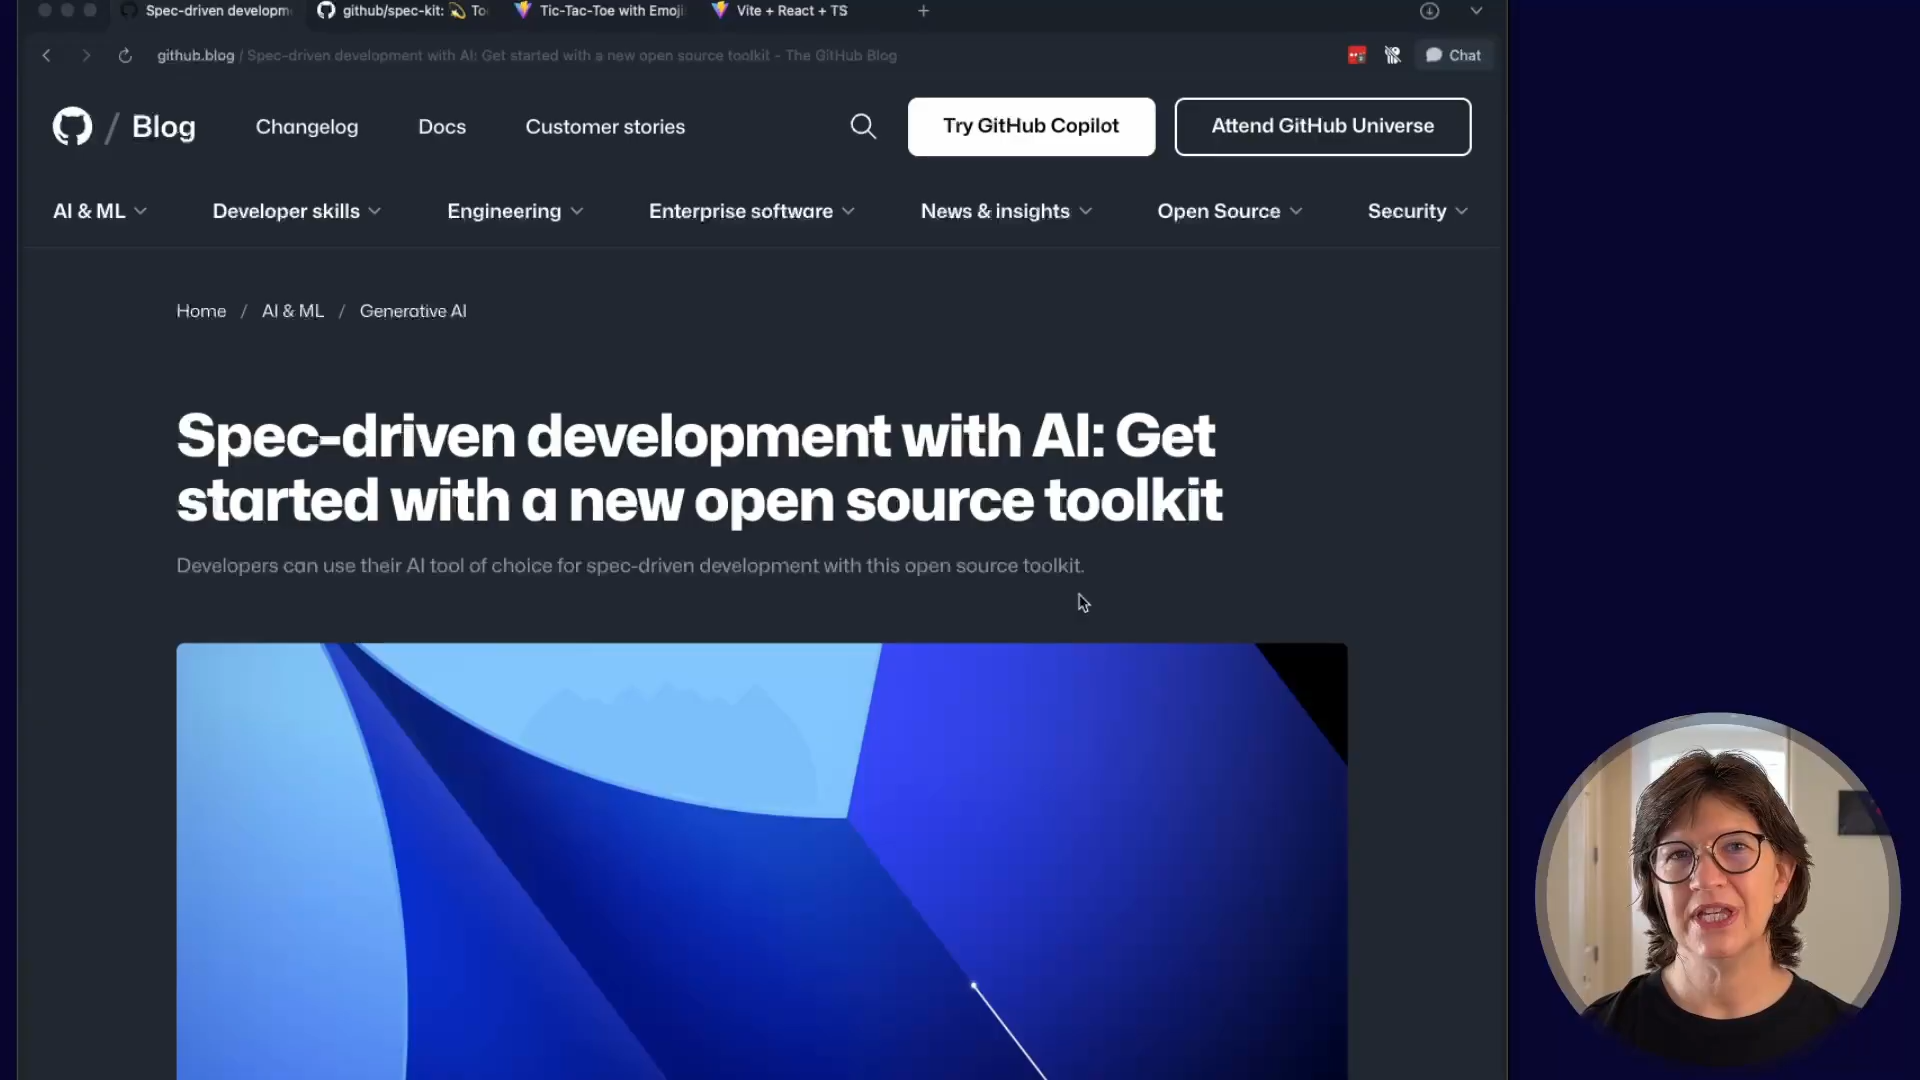 Spec-driven developm
github/spec-kit: 💫 To
Tic-Tac-Toe with Emoji
Vite + React + TS
github.blog / Spec-driven development with AI: Get started with a new open source toolkit - The GitHub Blog
Chat
/ Blog
Changelog
Docs
Customer stories
Try GitHub Copilot
Attend GitHub Universe
AI & ML
Developer skills
Engineering
Enterprise software
News & insights
Open Source
Security
Home / AI & ML / Generative AI
Spec-driven development with AI: Get
started with a new open source toolkit
Developers can use their AI tool of choice for spec-driven development with this open source toolkit.